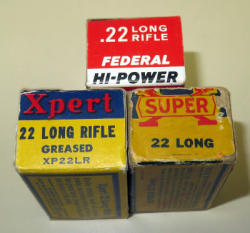 .22 LONG
RIFLE
FEDERAL
HI-POWER
Xpert
22 LONG RIFLE
GREASED
XP22LR
SUPER
22 LONG